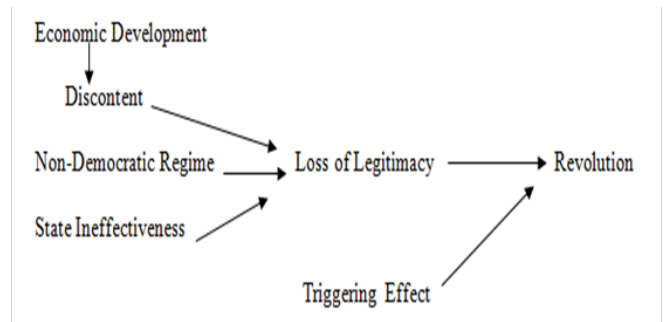 Economic Development
Discontent
Non-Democratic Regime
Loss of Legitimacy
Revolution
State Ineffectiveness
Triggering Effect